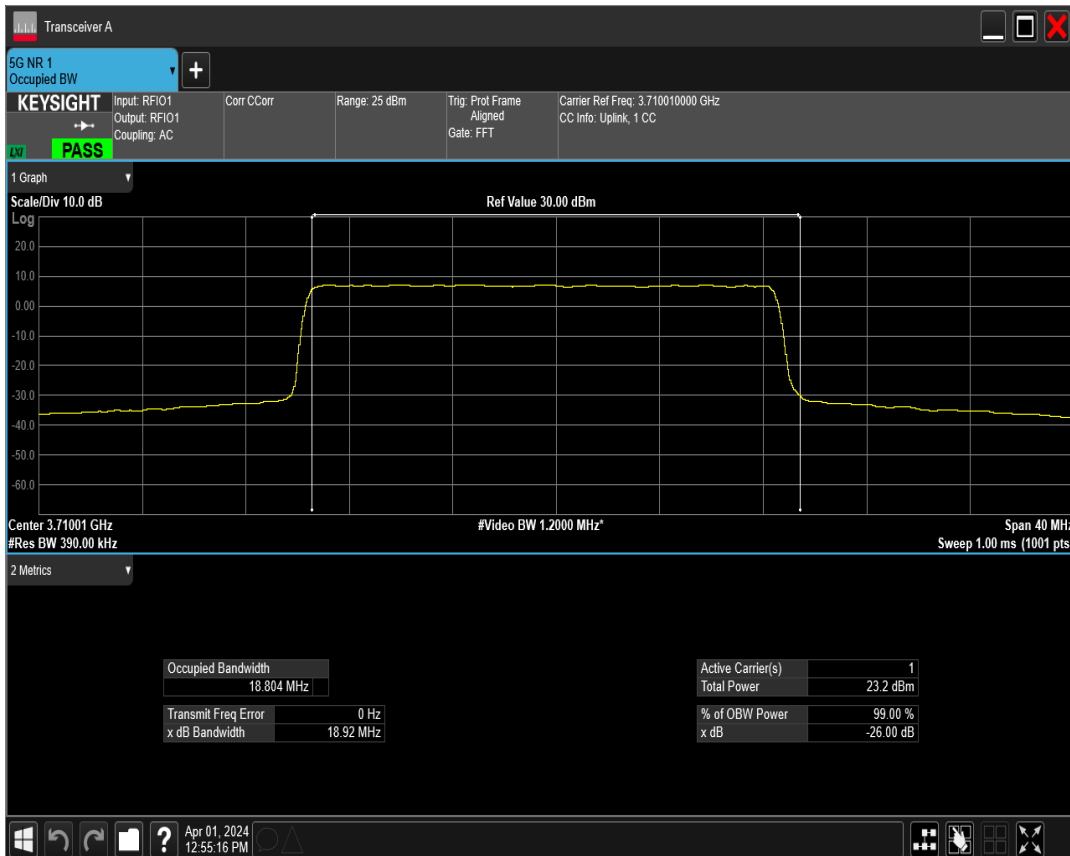 Transceiver A
5G NR 1
Occupied BW
+
KEYSIGHT
Input: RFIO1
Output: RFIO1
Coupling: AC
Corr CCorr
Range: 25 dBm
Trig: Prot Frame
Aligned
Gate: FFT
Carrier Ref Freq: 3.710010000 GHz
CC Info: Uplink, 1 CC
LXI
PASS
1 Graph
Scale/Div 10.0 dB
Ref Value 30.00 dBm
Log
20.0
10.0
0.00
-10.0
-20.0
-30.0
-40.0
-50.0
-60.0
Center 3.71001 GHz
#Video BW 1.2000 MHz*
Span 40 MHz
#Res BW 390.00 kHz
Sweep 1.00 ms (1001 pts
2 Metrics
Occupied Bandwidth
18.804 MHz
Transmit Freq Error 0 Hz
x dB Bandwidth 18.92 MHz
Active Carrier(s) 1
Total Power 23.2 dBm
% of OBW Power 99.00 %
x dB -26.00 dB
?
Apr 01, 2024
12:55:16 PM